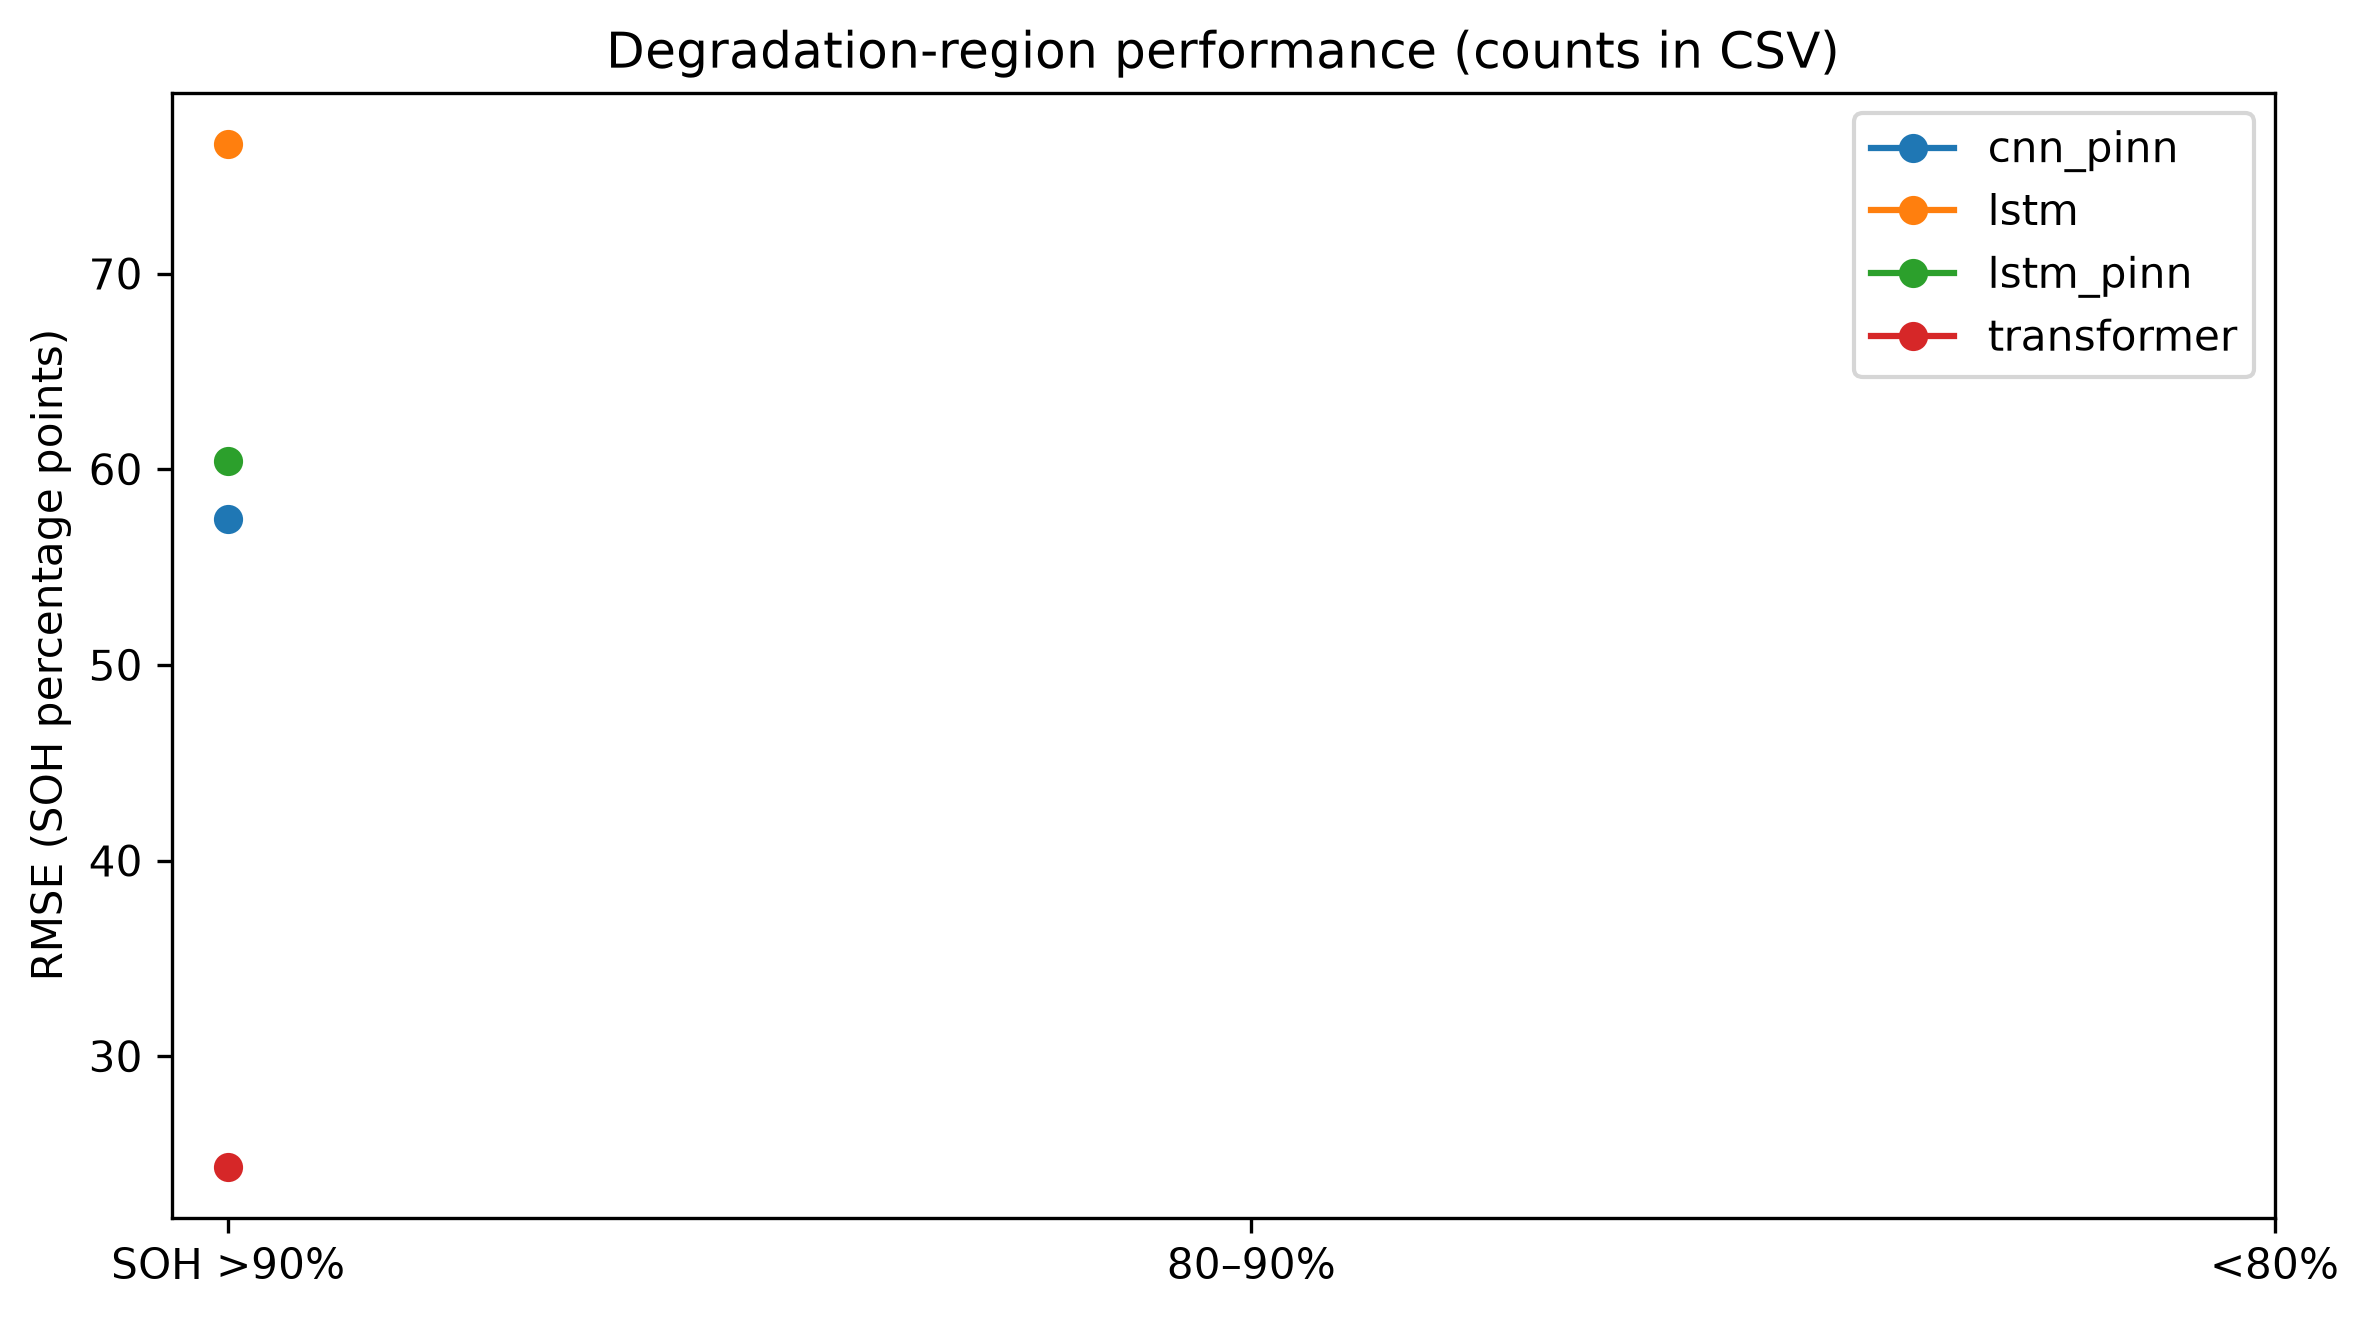 Degradation-region performance (counts in CSV)
cnn_pinn
lstm
lstm_pinn
transformer
RMSE (SOH percentage points)
70
60
50
40
30
SOH >90%
80–90%
<80%